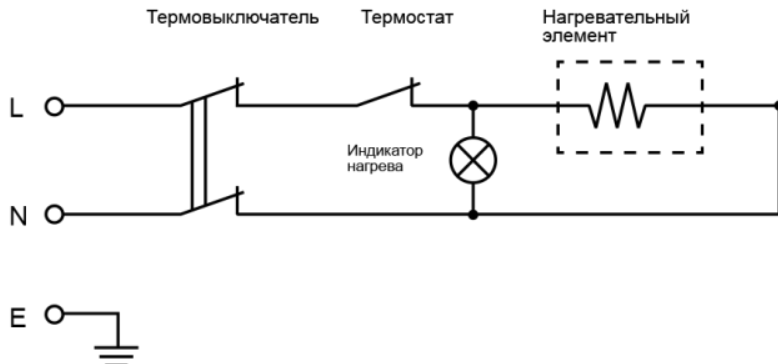 Термовыключатель Термостат Нагревательный
элемент
L
Индикатор
нагрева
N
E